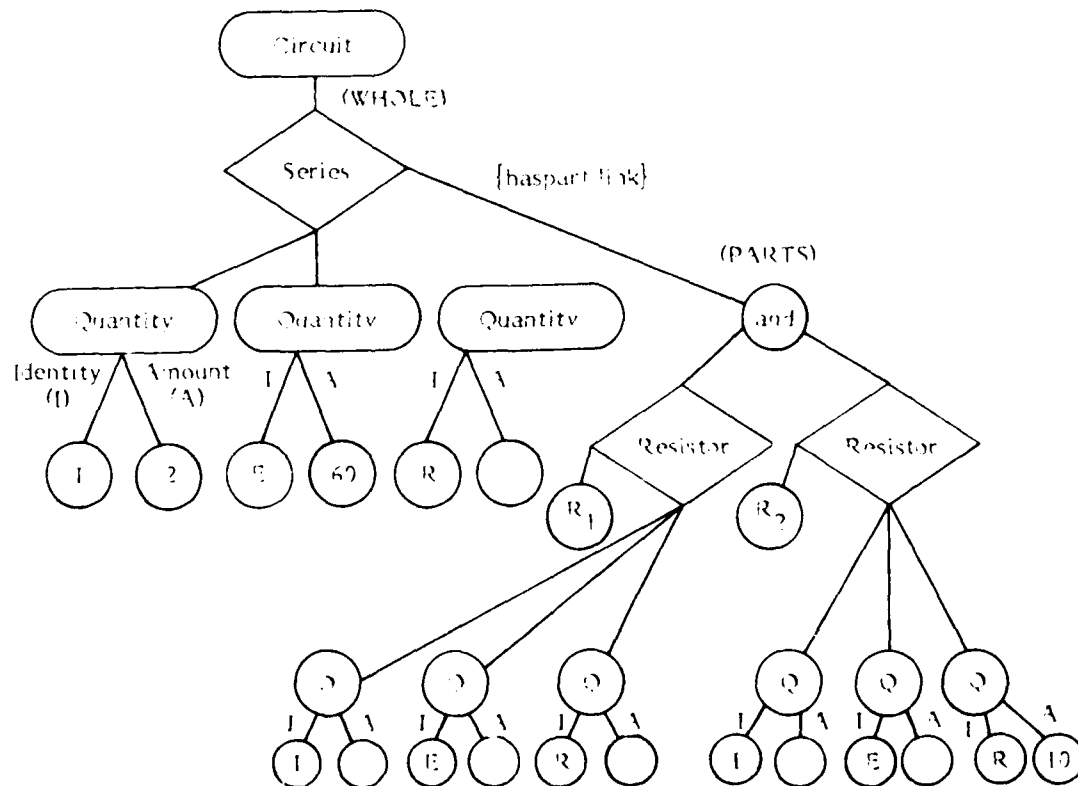 Circuit
(WHOLE)
Series
{haspart link}
(PARTS)
Quantity Quantity Quantity and
Identity (I) Amount (A) I A I A
Resistor Resistor
I 2 E 60 R
R1 R2
Q Q Q Q Q Q
I A I A I A I A I A I A
I E R I E R 10